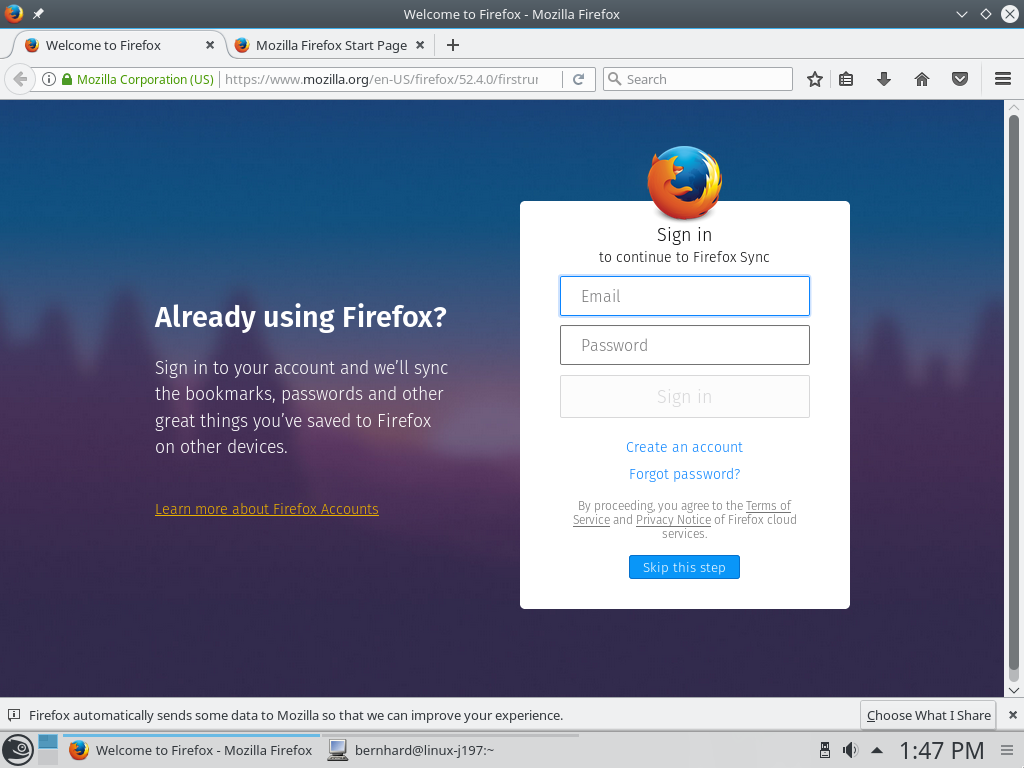 Welcome to Firefox - Mozilla Firefox
Welcome to Firefox
Mozilla Firefox Start Page
Mozilla Corporation (US)
https://www.mozilla.org/en-US/firefox/52.4.0/firstrun
Search
Sign in
to continue to Firefox Sync
Email
Password
Sign in
Create an account
Forgot password?
By proceeding, you agree to the Terms of
Service and Privacy Notice of Firefox cloud
services.
Skip this step
Already using Firefox?
Sign in to your account and we’ll sync
the bookmarks, passwords and other
great things you’ve saved to Firefox
on other devices.
Learn more about Firefox Accounts
Firefox automatically sends some data to Mozilla so that we can improve your experience.
Choose What I Share
Welcome to Firefox - Mozilla Firefox
bernhard@linux-j197:~
1:47 PM